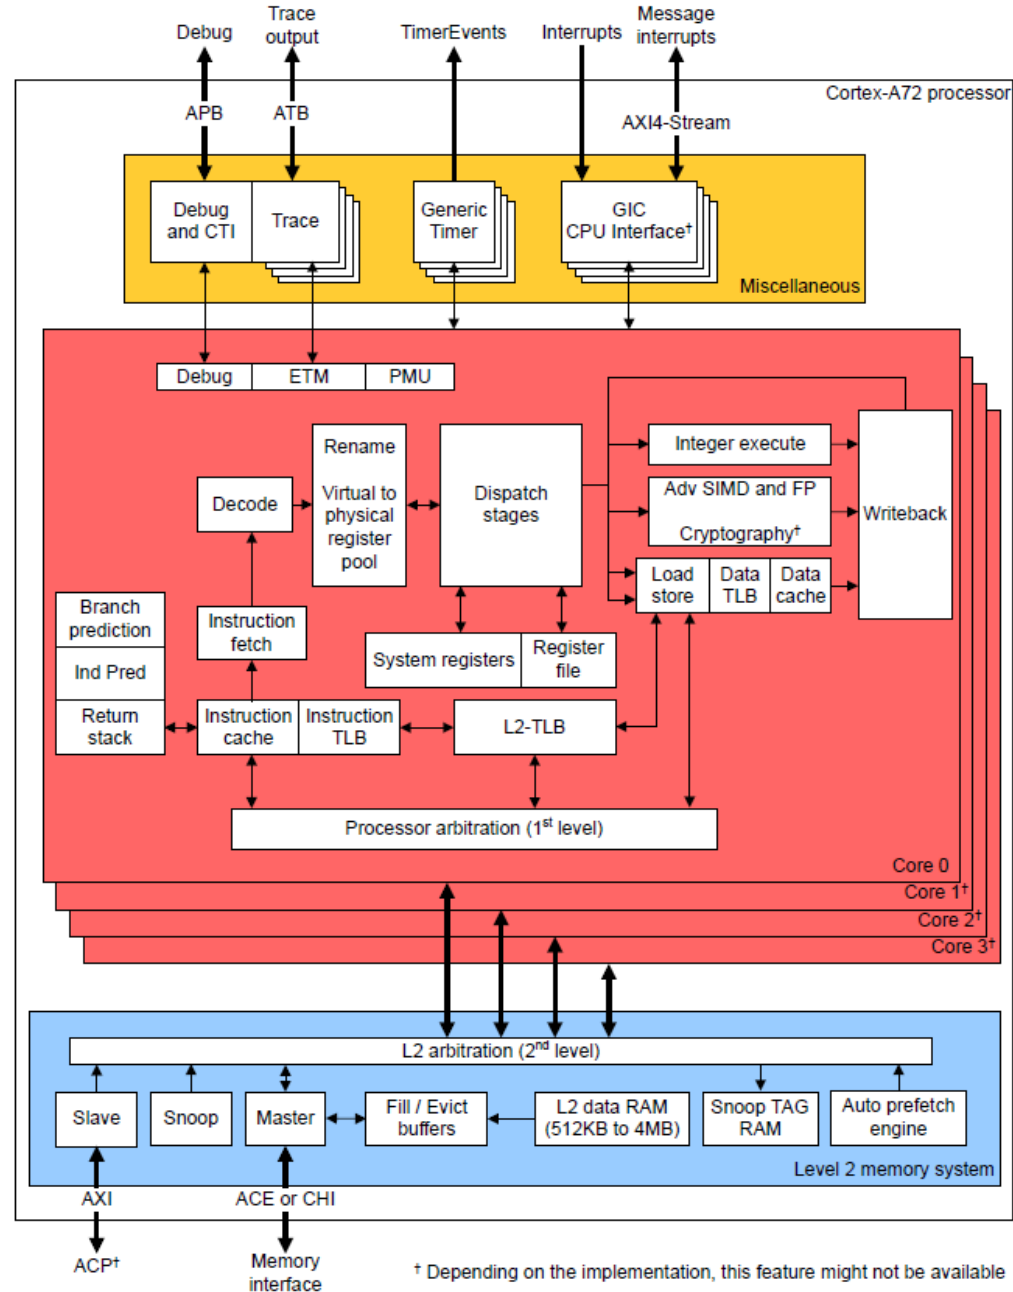 Debug
Trace
output
TimerEvents
Interrupts
Message
interrupts
Cortex-A72 processor
APB
ATB
AXI4-Stream
Debug
and CTI
Trace
Generic
Timer
GIC
CPU Interface†
Miscellaneous
Debug
ETM
PMU
Rename
Virtual to
physical
register
pool
Dispatch
stages
Integer execute
Adv SIMD and FP
Cryptography†
Writeback
Decode
Load
store
Data
TLB
Data
cache
Branch
prediction
Ind Pred
Return
stack
Instruction
fetch
System registers
Register
file
Instruction
cache
Instruction
TLB
L2-TLB
Processor arbitration (1st level)
Core 0
Core 1†
Core 2†
Core 3†
L2 arbitration (2nd level)
Slave
Snoop
Master
Fill / Evict
buffers
L2 data RAM
(512KB to 4MB)
Snoop TAG
RAM
Auto prefetch
engine
Level 2 memory system
AXI
ACE or CHI
ACP†
Memory
interface
† Depending on the implementation, this feature might not be available